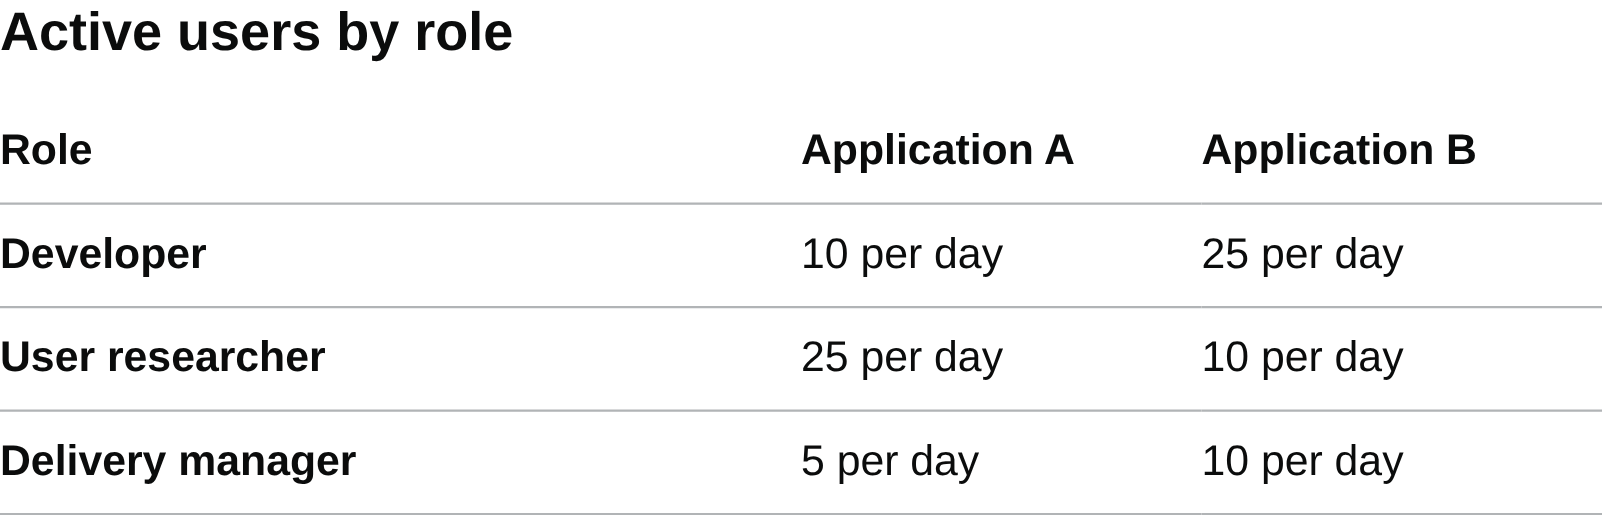 Active users by role
Role Application A Application B
Developer 10 per day 25 per day
User researcher 25 per day 10 per day
Delivery manager 5 per day 10 per day